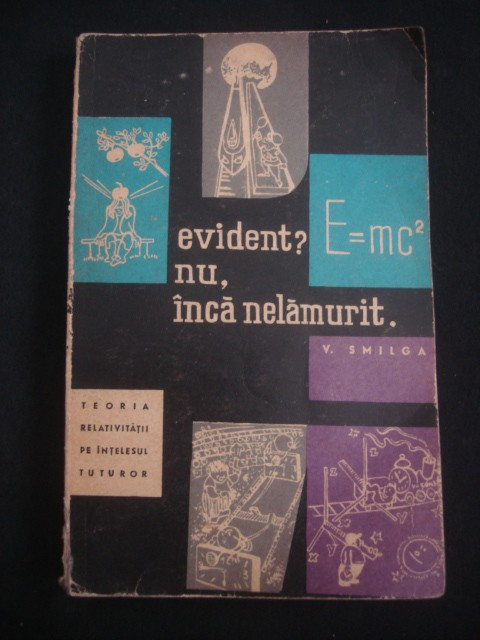 E=mc²
evident?
nu,
încă nelămurit.
V. SMILGA
TEORIA
RELATIVITĂȚII
PE ÎNȚELESUL
TUTUROR